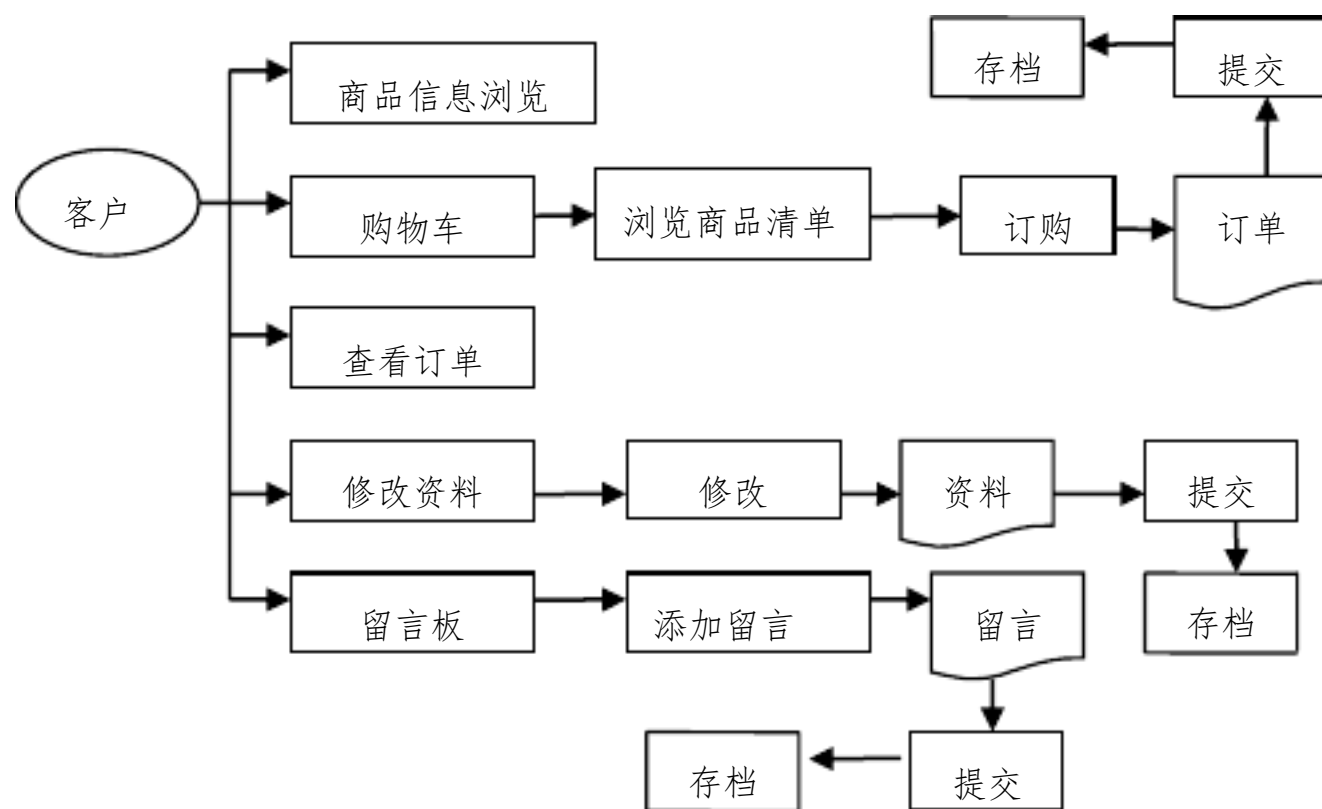 存档
提交
商品信息浏览
客户
购物车
浏览商品清单
订购
订单
查看订单
修改资料
修改
资料
提交
留言板
添加留言
留言
存档
存档
提交